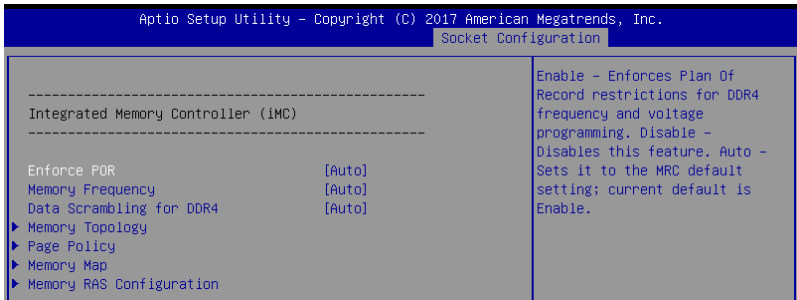 Aptio Setup Utility – Copyright (C) 2017 American Megatrends, Inc.
Socket Configuration
------------------------------------------------
Integrated Memory Controller (iMC)
------------------------------------------------
Enforce POR [Auto]
Memory Frequency [Auto]
Data Scrambling for DDR4 [Auto]
Memory Topology
Page Policy
Memory Map
Memory RAS Configuration
Enable – Enforces Plan Of
Record restrictions for DDR4
frequency and voltage
programming. Disable –
Disables this feature. Auto –
Sets it to the MRC default
setting; current default is
Enable.